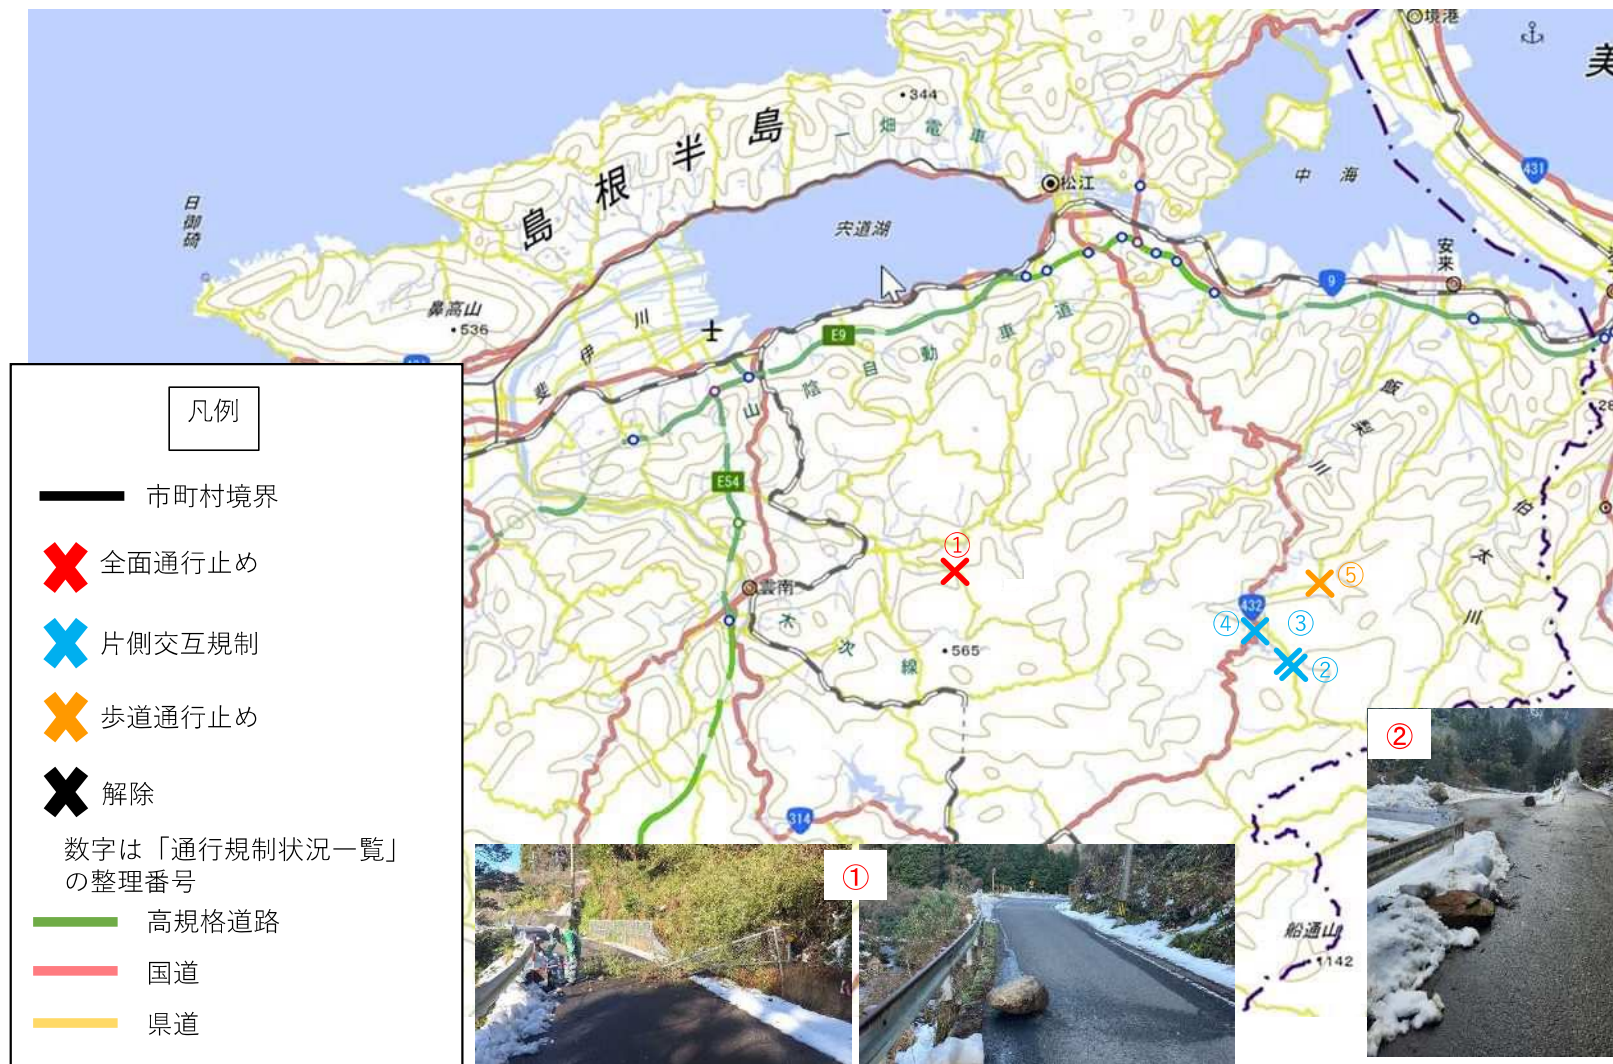 境港
美
344
島根半島
一畑電車
松江
中海
431
日御碕
宍道湖
安来
9
鼻高山
536
斐伊川
E9
山陰自動車道
飯梨川
伯太川
E54
①
⑤
雲南
432
④
③
②
木次線
565
314
船通山
1142
凡例
市町村境界
全面通行止め
片側交互規制
歩道通行止め
解除
数字は「通行規制状況一覧」
の整理番号
高規格道路
国道
県道
①
②